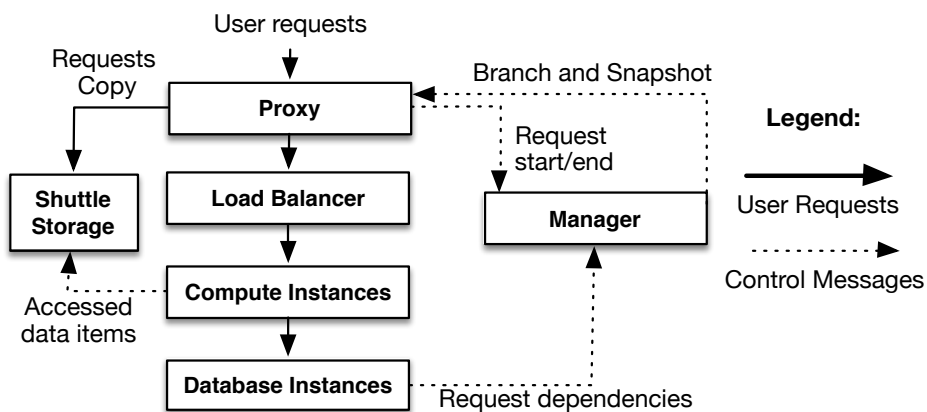 User requests
Requests
Copy
Branch and Snapshot
Proxy
Legend:
Request
start/end
Shuttle
Storage
Load Balancer
Manager
User Requests
Compute Instances
Control Messages
Accessed
data items
Database Instances
Request dependencies